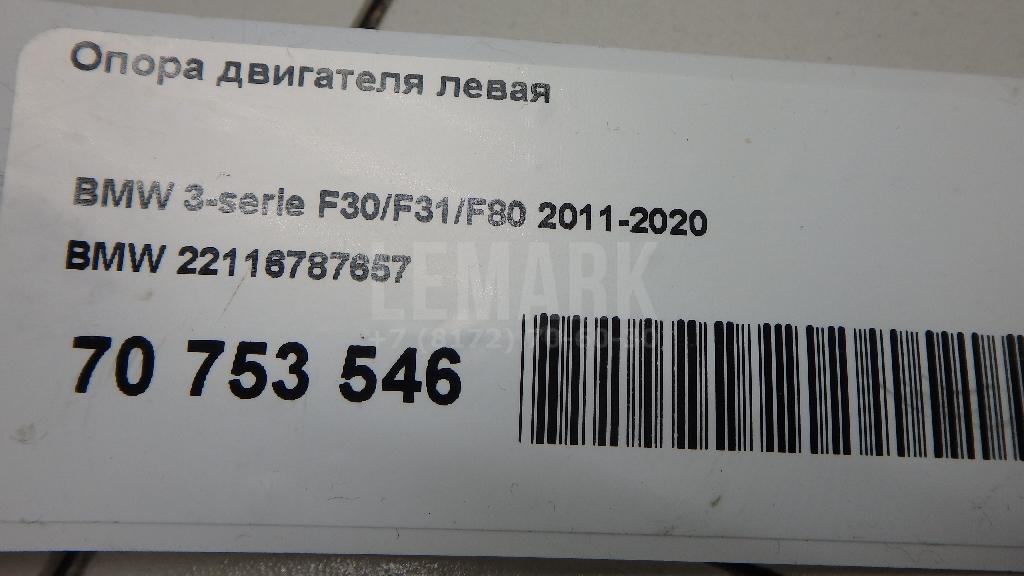 Опора двигателя левая
BMW 3-serie F30/F31/F80 2011-2020
BMW 22116787657
LEMARK
70 753 546